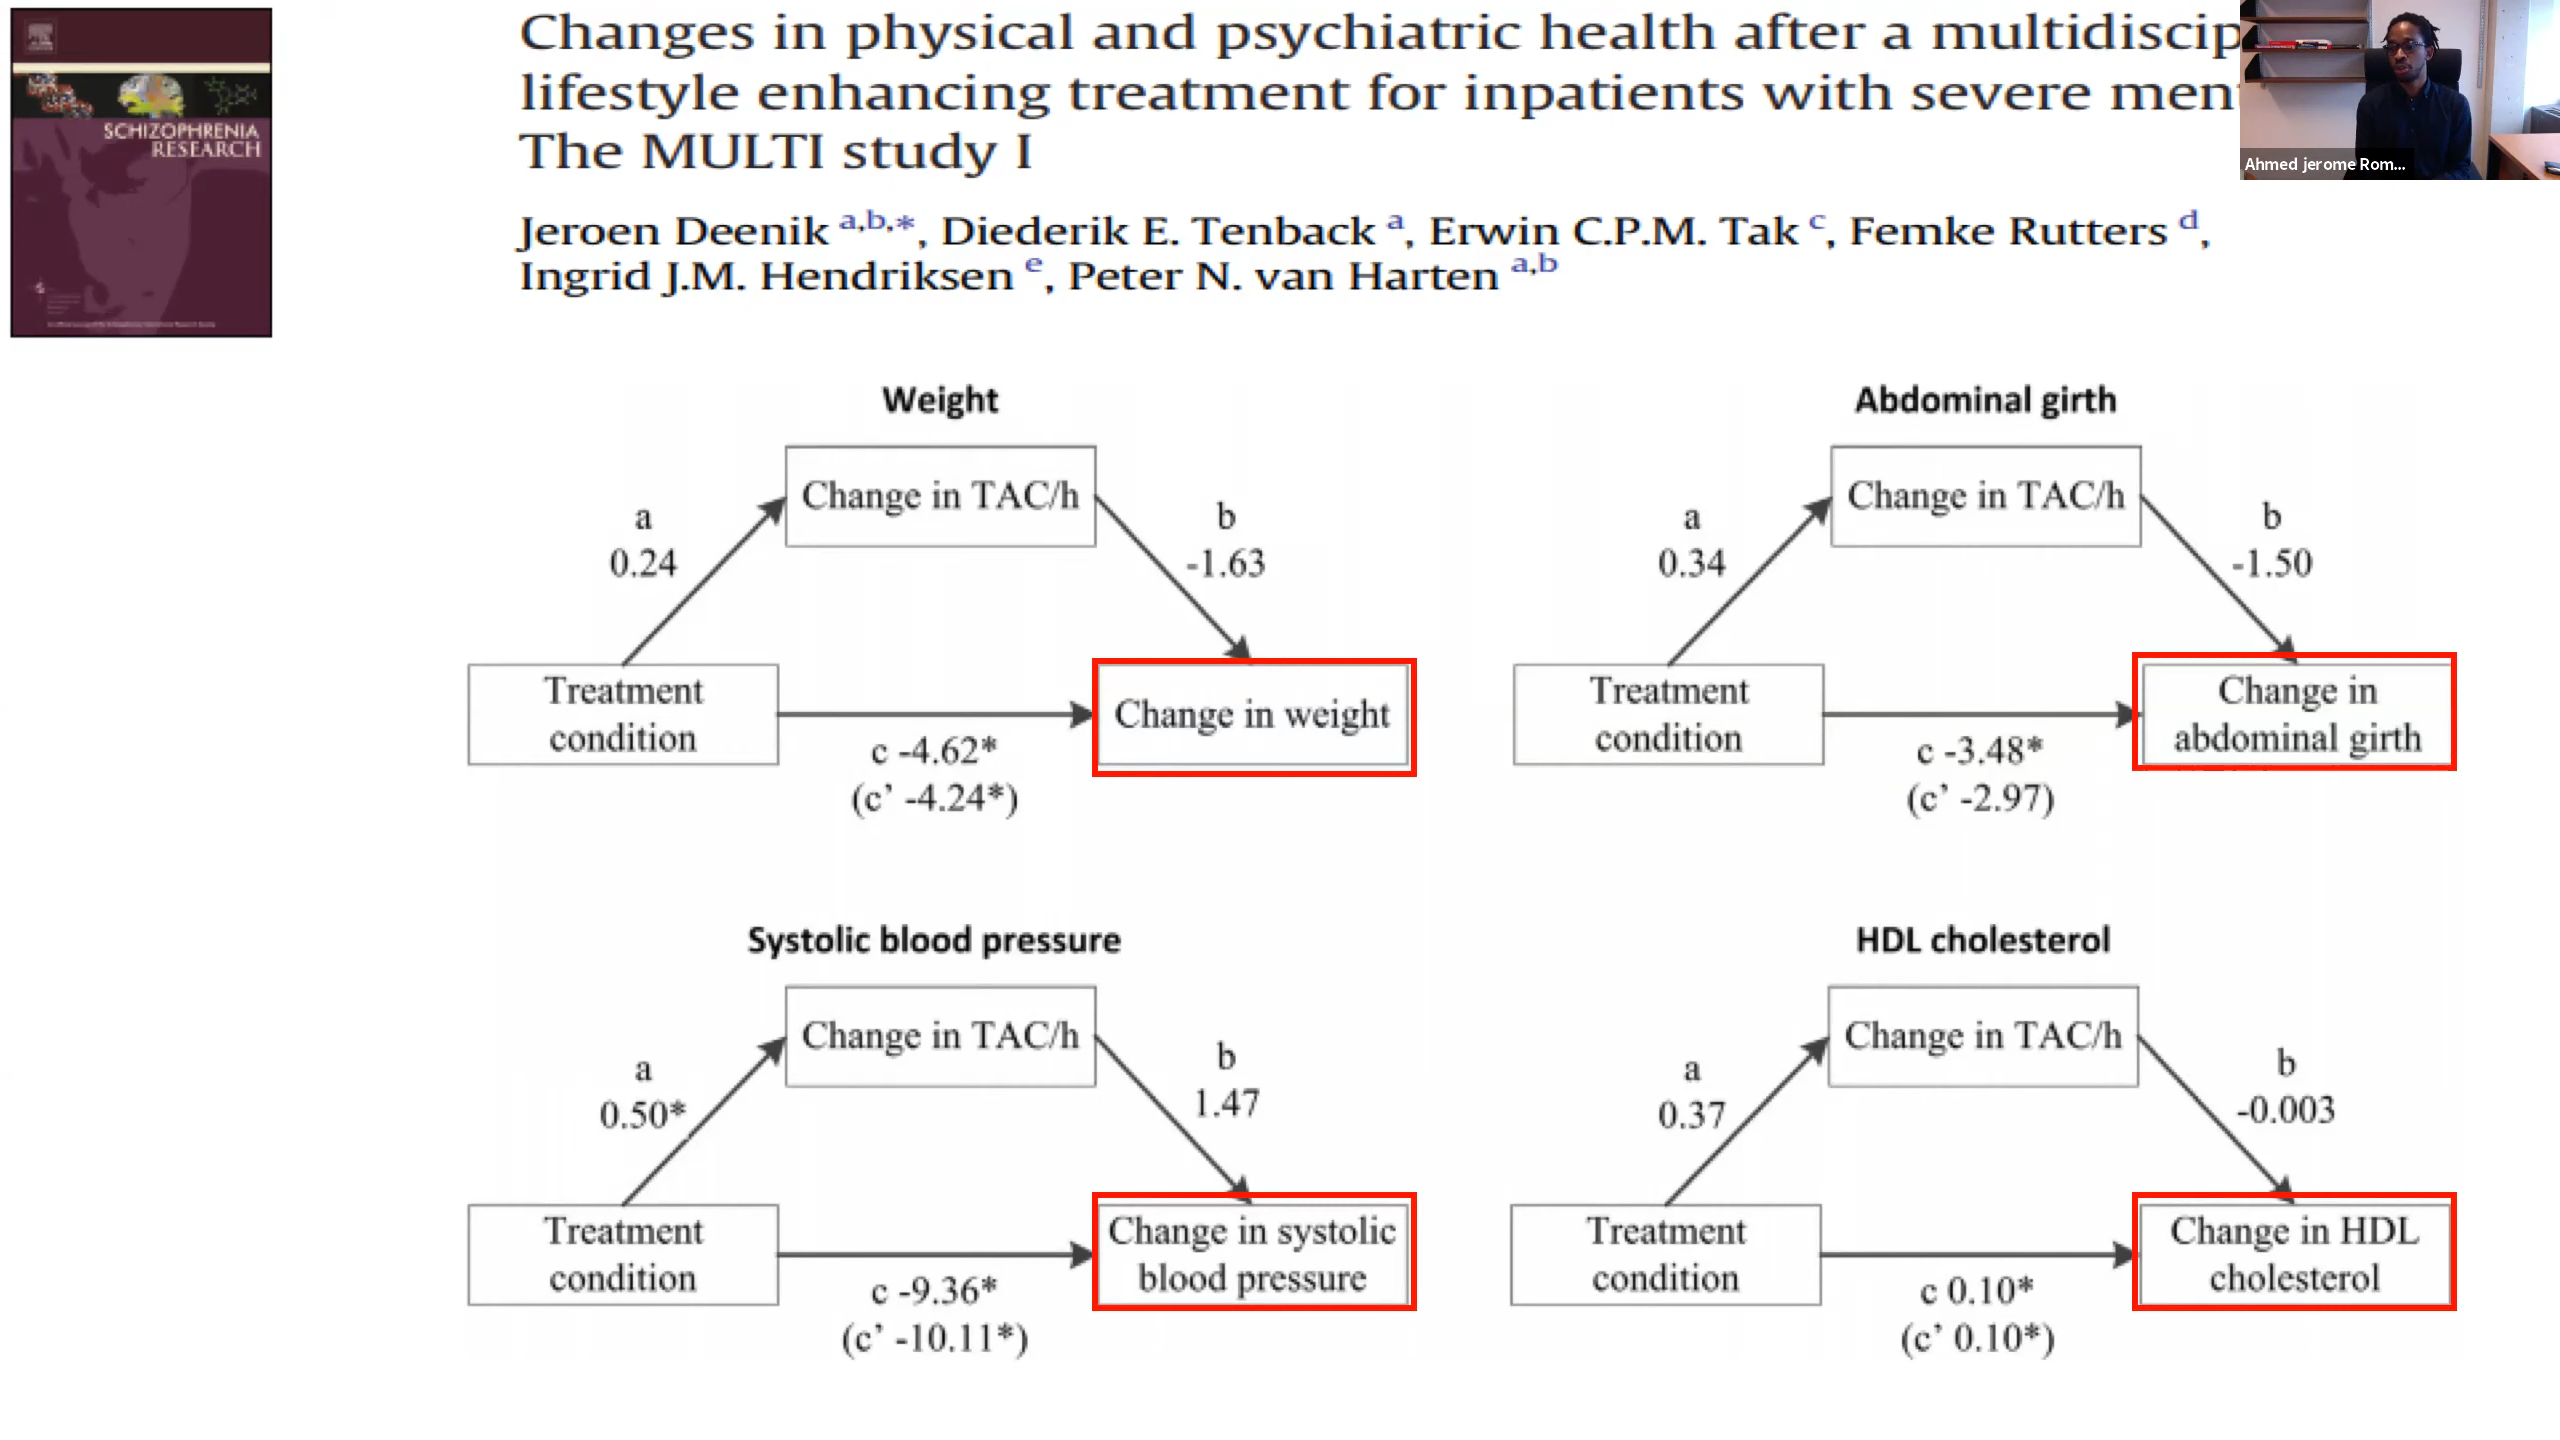 SCHIZOPHRENIA
RESEARCH
Changes in physical and psychiatric health after a multidiscip
lifestyle enhancing treatment for inpatients with severe men
The MULTI study I
Jeroen Deenik a,b,*, Diederik E. Tenback a, Erwin C.P.M. Tak c, Femke Rutters d,
Ingrid J.M. Hendriksen e, Peter N. van Harten a,b
Ahmed jerome Rom...
Weight
Change in TAC/h
a
0.24
b
-1.63
Treatment
condition
c -4.62*
(c’ -4.24*)
Change in weight
Abdominal girth
Change in TAC/h
a
0.34
b
-1.50
Treatment
condition
c -3.48*
(c’ -2.97)
Change in
abdominal girth
Systolic blood pressure
Change in TAC/h
a
0.50*
b
1.47
Treatment
condition
c -9.36*
(c’ -10.11*)
Change in systolic
blood pressure
HDL cholesterol
Change in TAC/h
a
0.37
b
-0.003
Treatment
condition
c 0.10*
(c’ 0.10*)
Change in HDL
cholesterol